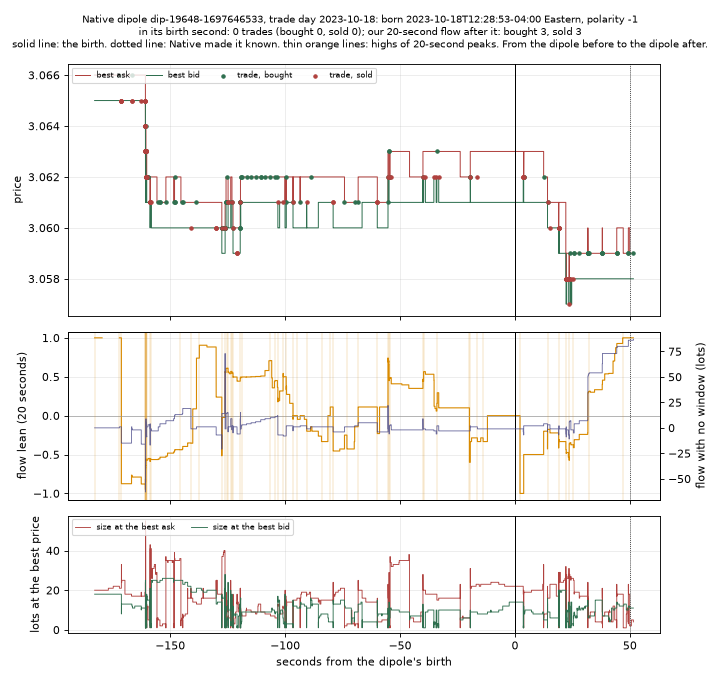 Native dipole dip-19648-1697646533, trade day 2023-10-18: born 2023-10-18T12:28:53-04:00 Eastern, polarity -1
in its birth second: 0 trades (bought 0, sold 0); our 20-second flow after it: bought 3, sold 3
solid line: the birth. dotted line: Native made it known. thin orange lines: highs of 20-second peaks. From the dipole before to the dipole after.
best ask
best bid
trade, bought
trade, sold
3.066
3.064
3.062
3.060
3.058
price
1.0
0.5
0.0
−0.5
−1.0
flow lean (20 seconds)
75
50
25
0
−25
−50
flow with no window (lots)
size at the best ask
size at the best bid
40
20
0
lots at the best price
−150
−100
−50
0
50
seconds from the dipole's birth